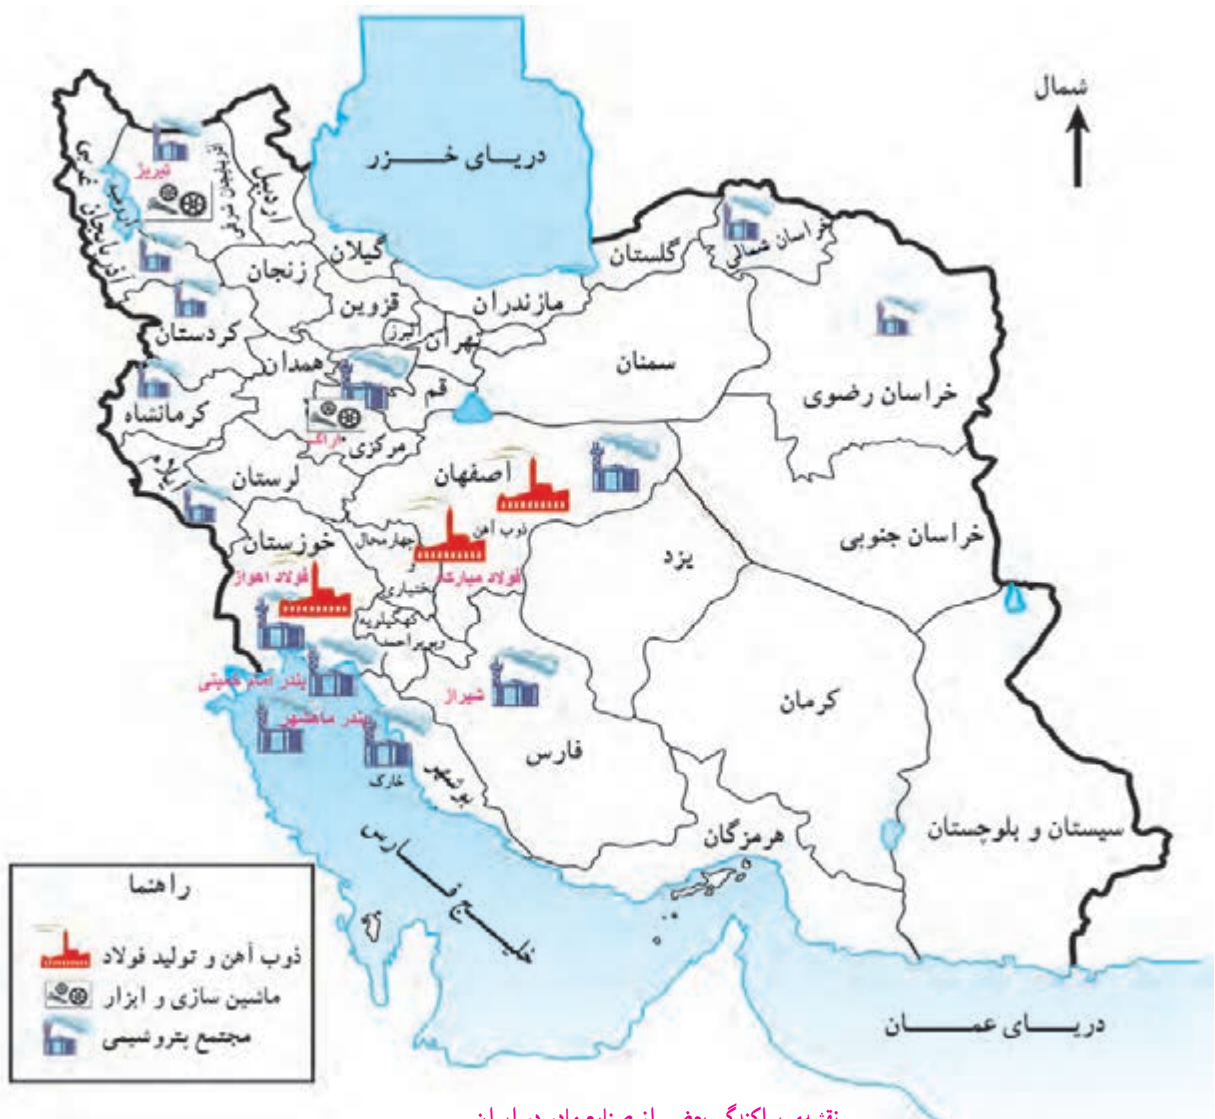 شمال
دریای خزر
آذربایجان غربی
ارومیه
تبریز
آذربایجان شرقی
اردبیل
گیلان
زنجان
قزوین
البرز
تهران
مازندران
گلستان
خراسان شمالی
خراسان رضوی
سمنان
کردستان
همدان
قم
کرمانشاه
اراک
مرکزی
ایلام
لرستان
اصفهان
ذوب آهن
فولاد مبارکه
چهارمحال
و
بختیاری
خوزستان
فولاد اهواز
کهگیلویه
وبویراحمد
یزد
خراسان جنوبی
بندر امام خمینی
بندر ماهشهر
خارک
بوشهر
شیراز
فارس
کرمان
هرمزگان
سیستان و بلوچستان
خلیج فارس
دریای عمان
راهنما
ذوب آهن و تولید فولاد
ماشین سازی و ابزار
مجتمع پتروشیمی